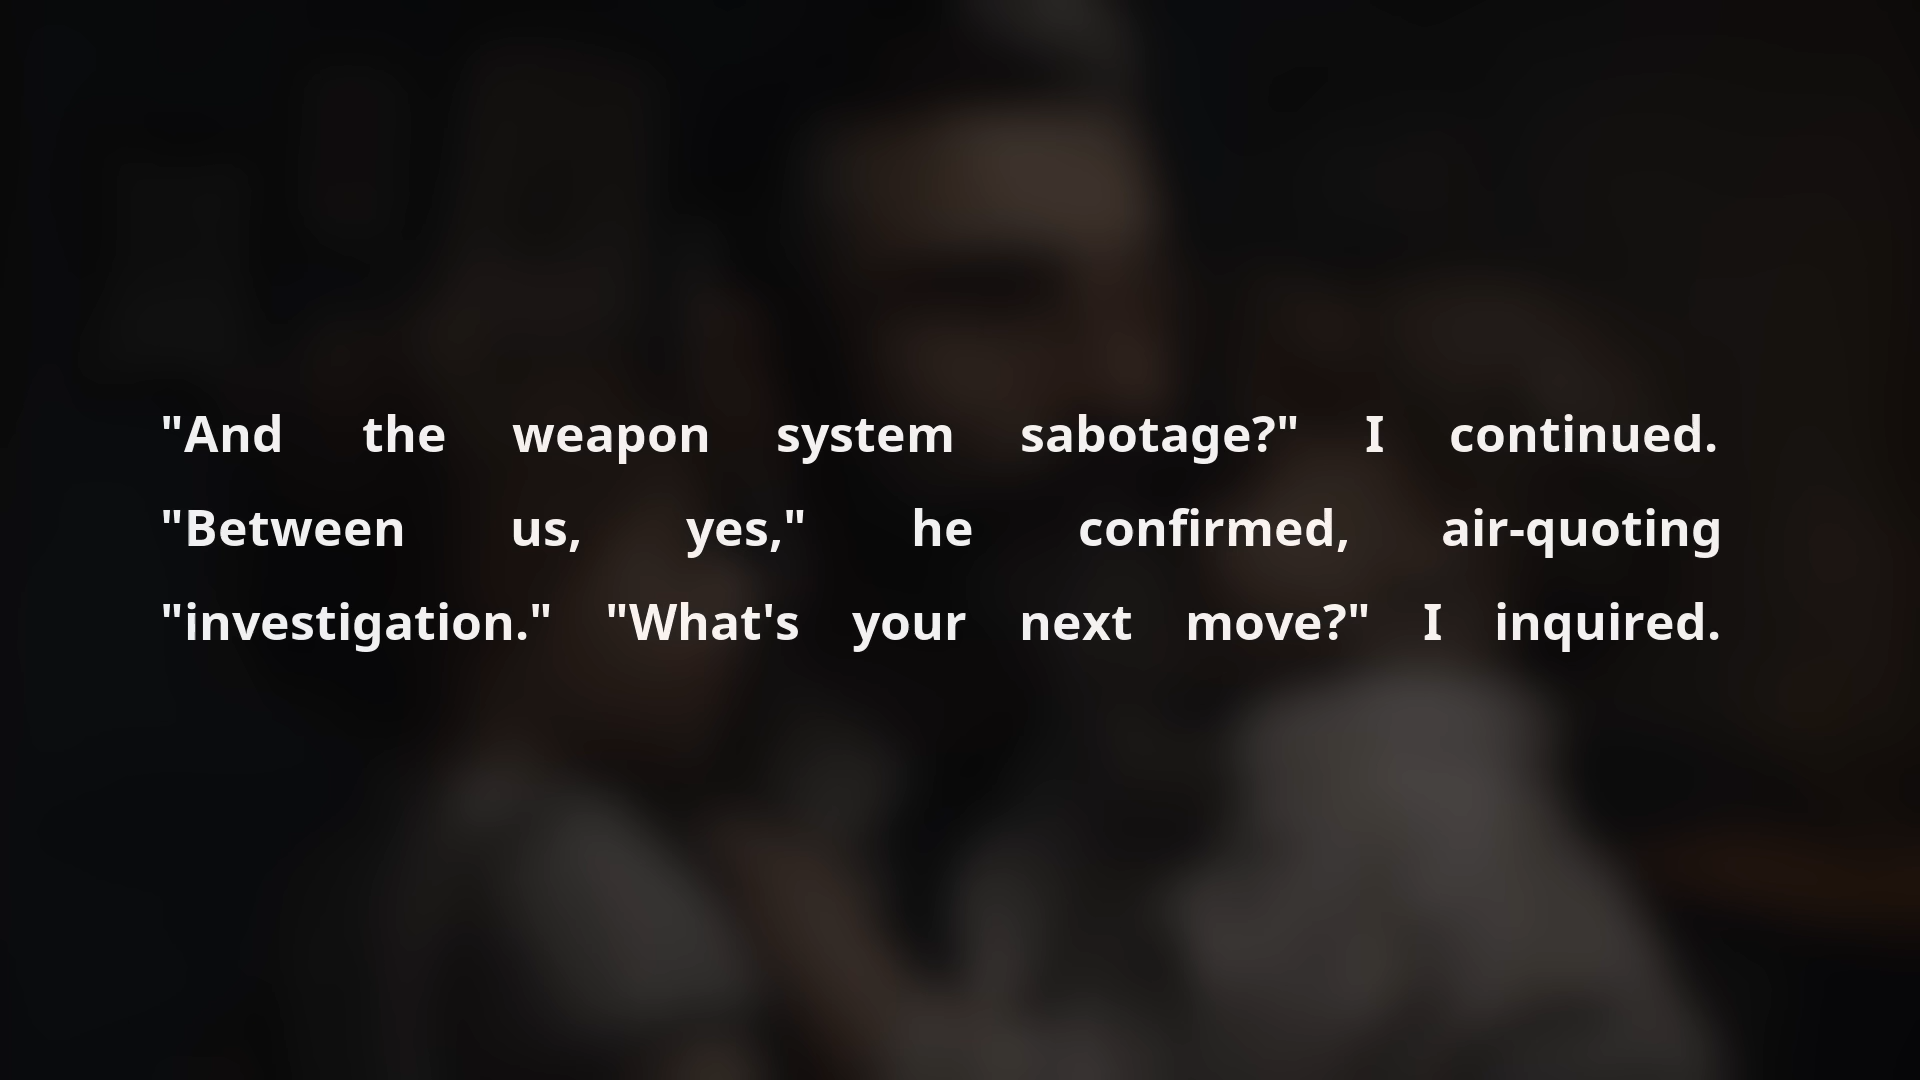 "And the weapon system sabotage?" I continued.
"Between us, yes," he confirmed, air-quoting
"investigation." "What's your next move?" I inquired.